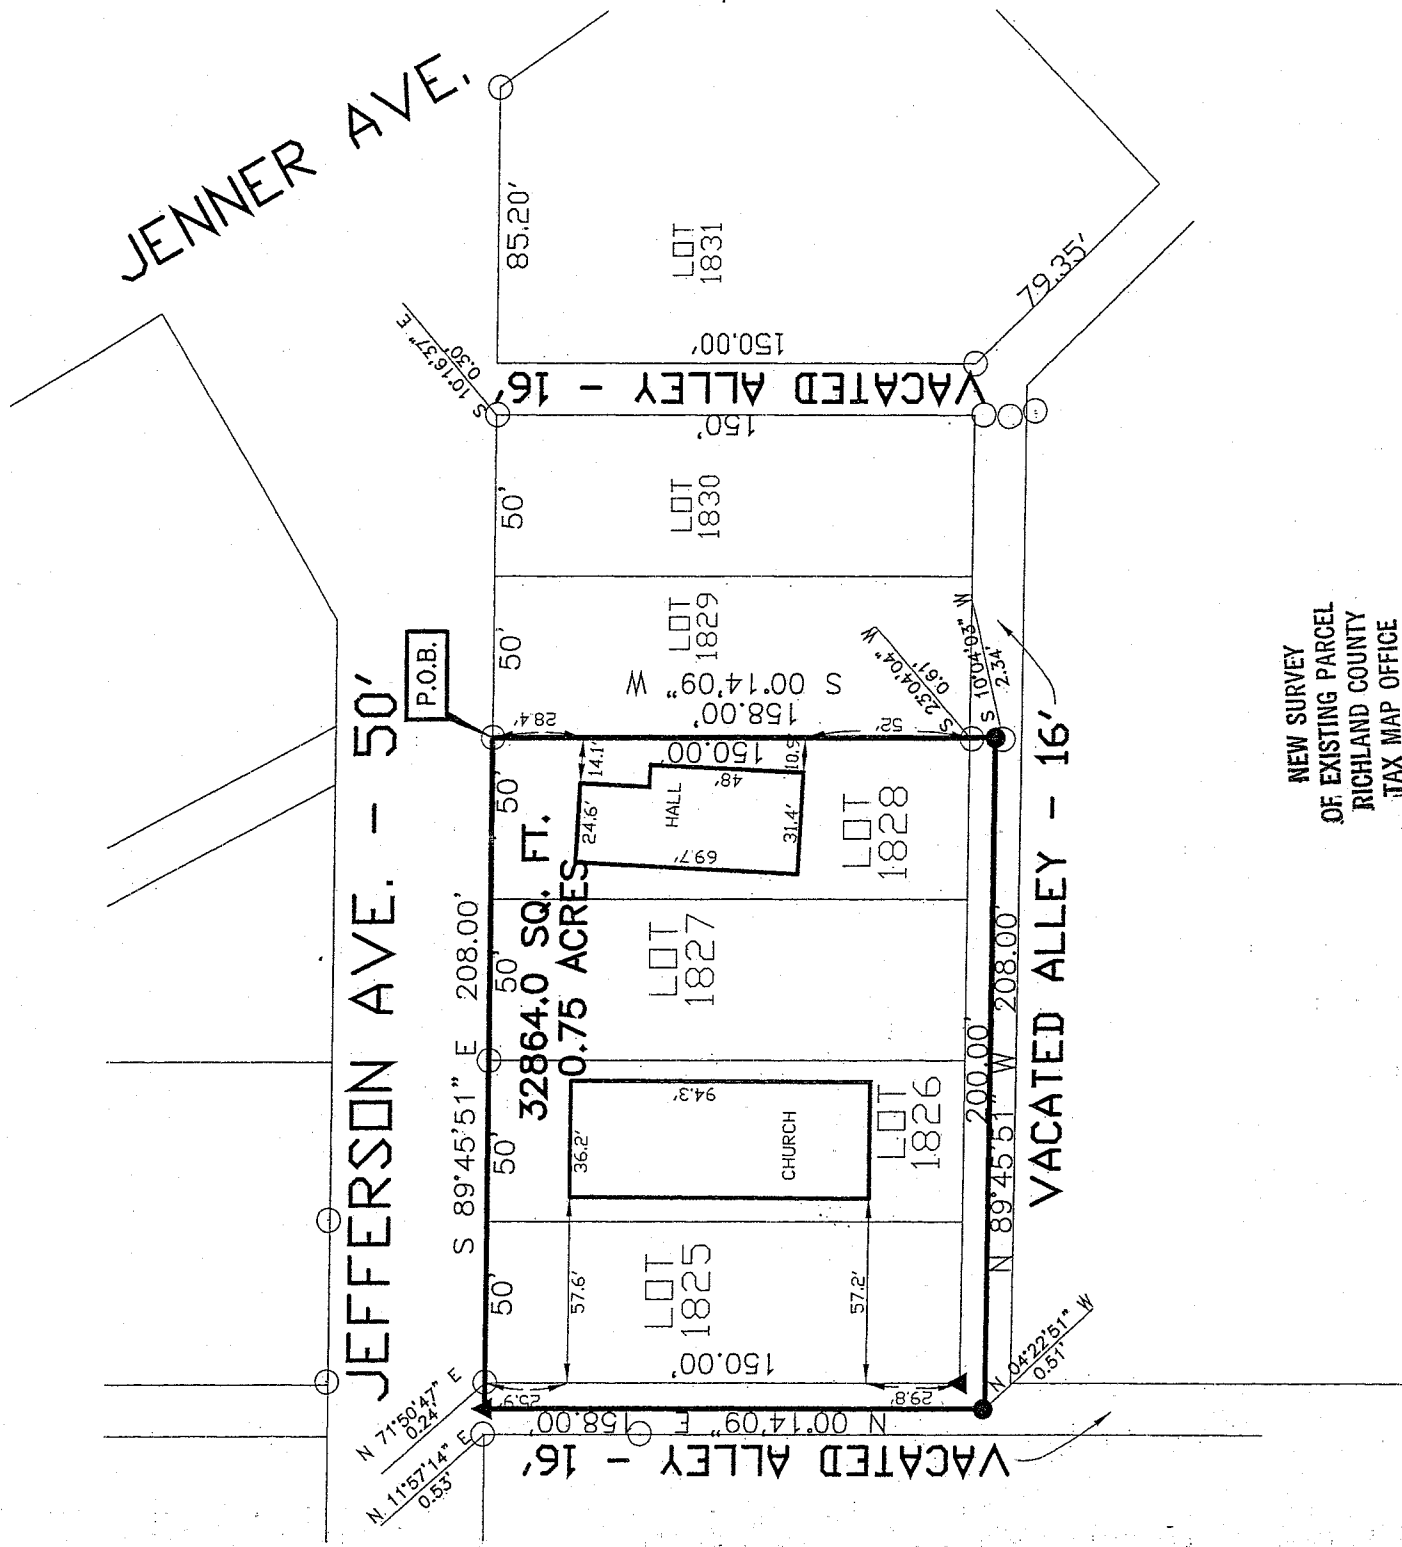 JENNER AVE.
85.20'
LOT
1831
79.35'
150.00'
VACATED ALLEY - 16'
S 10°16'37" E
0.30'
150'
50'
LOT
1830
50'
LOT
1829
S 00°14'09" W
158.00'
150.00'
P.O.B.
JEFFERSON AVE. - 50'
28.4'
52'
S 23°04'04" W
0.61'
S 10°04'03" W
2.34'
14.1'
10.9'
50'
24.6'
HALL
48'
69.7'
31.4'
LOT
1828
S 89°45'51" E 208.00'
32864.0 SQ. FT.
0.75 ACRES
50'
LOT
1827
50'
36.2'
94.3'
CHURCH
LOT
1826
200.00'
N 89°45'51" W 208.00'
VACATED ALLEY - 16'
50'
57.6'
57.2'
LOT
1825
150.00'
25.9'
29.8'
N 00°14'09" E 158.00'
VACATED ALLEY - 16'
N 71°50'47" E
0.24'
N 11°57'14" E
0.53'
N 04°22'51" W
0.51'
NEW SURVEY
OF EXISTING PARCEL
RICHLAND COUNTY
TAX MAP OFFICE